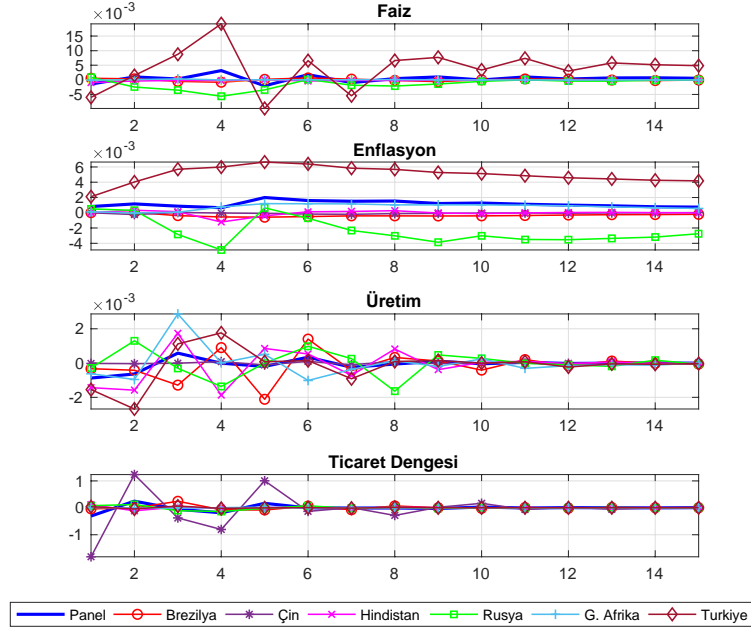 Faiz
×10-3
15
10
5
0
-5
2 4 6 8 10 12 14
Enflasyon
×10-3
6
4
2
0
-2
-4
2 4 6 8 10 12 14
Üretim
×10-3
2
0
-2
2 4 6 8 10 12 14
Ticaret Dengesi
1
0
-1
2 4 6 8 10 12 14
Panel Brezilya Çin Hindistan Rusya G. Afrika Turkiye